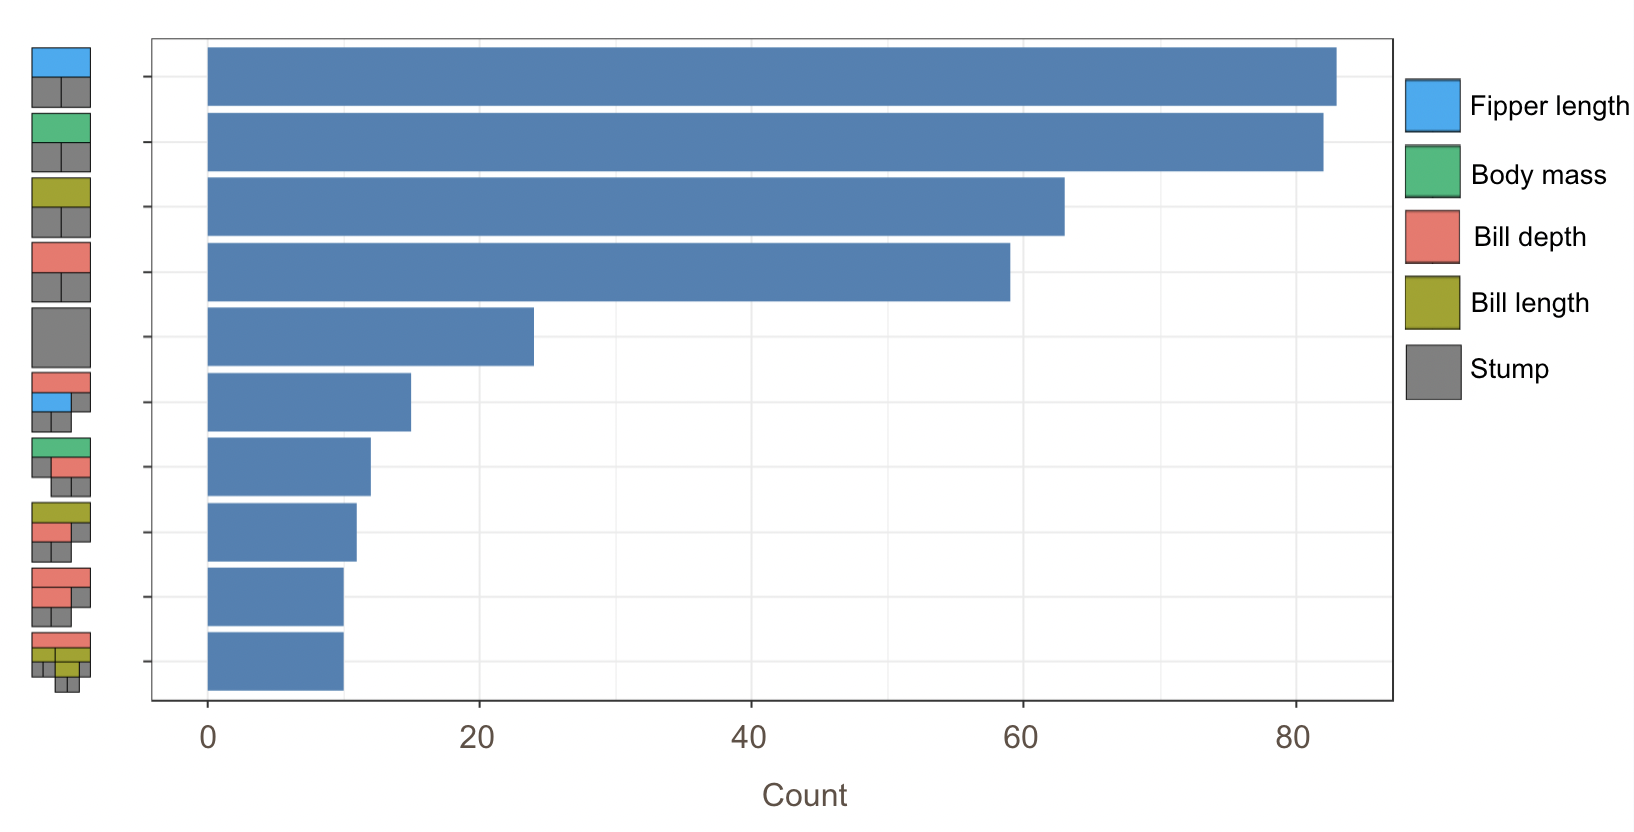 Fipper length
Body mass
Bill depth
Bill length
Stump
0 20 40 60 80
Count